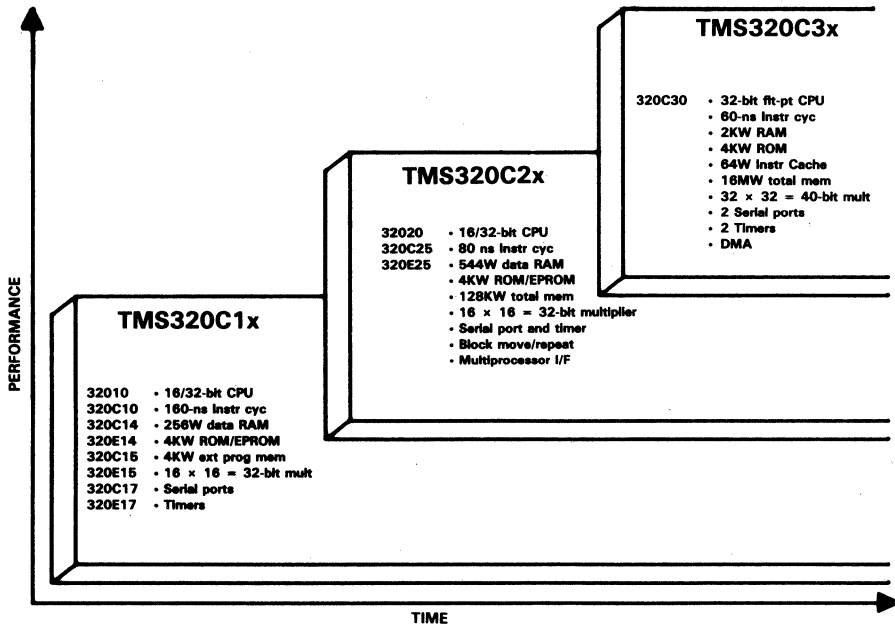 TMS320C3x
320C30 • 32-bit flt-pt CPU
• 60-ns Instr cyc
• 2KW RAM
• 4KW ROM
• 64W Instr Cache
• 16MW total mem
• 32 × 32 = 40-bit mult
• 2 Serial ports
• 2 Timers
• DMA
TMS320C2x
32020 • 16/32-bit CPU
320C25 • 80 ns Instr cyc
320E25 • 544W data RAM
• 4KW ROM/EPROM
• 128KW total mem
• 16 × 16 = 32-bit multiplier
• Serial port and timer
• Block move/repeat
• Multiprocessor I/F
TMS320C1x
32010 • 16/32-bit CPU
320C10 • 160-ns Instr cyc
320C14 • 256W data RAM
320E14 • 4KW ROM/EPROM
320C15 • 4KW ext prog mem
320E15 • 16 × 16 = 32-bit mult
320C17 • Serial ports
320E17 • Timers
PERFORMANCE
TIME